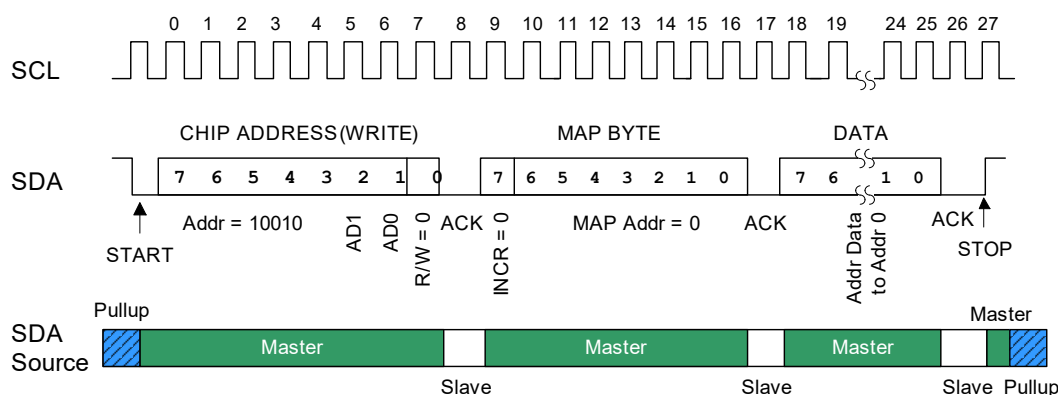 0 1 2 3 4 5 6 7 8 9 10 11 12 13 14 15 16 17 18 19 24 25 26 27
SCL
CHIP ADDRESS (WRITE) MAP BYTE DATA
SDA
7 6 5 4 3 2 1 0 7 6 5 4 3 2 1 0 7 6 1 0
START
Addr = 10010
AD1
AD0
R/W = 0
ACK
INCR = 0
MAP Addr = 0
ACK
Addr Data
to Addr 0
ACK
STOP
Pullup Master
SDA
Source
Master Master Master
Slave Slave Slave Pullup